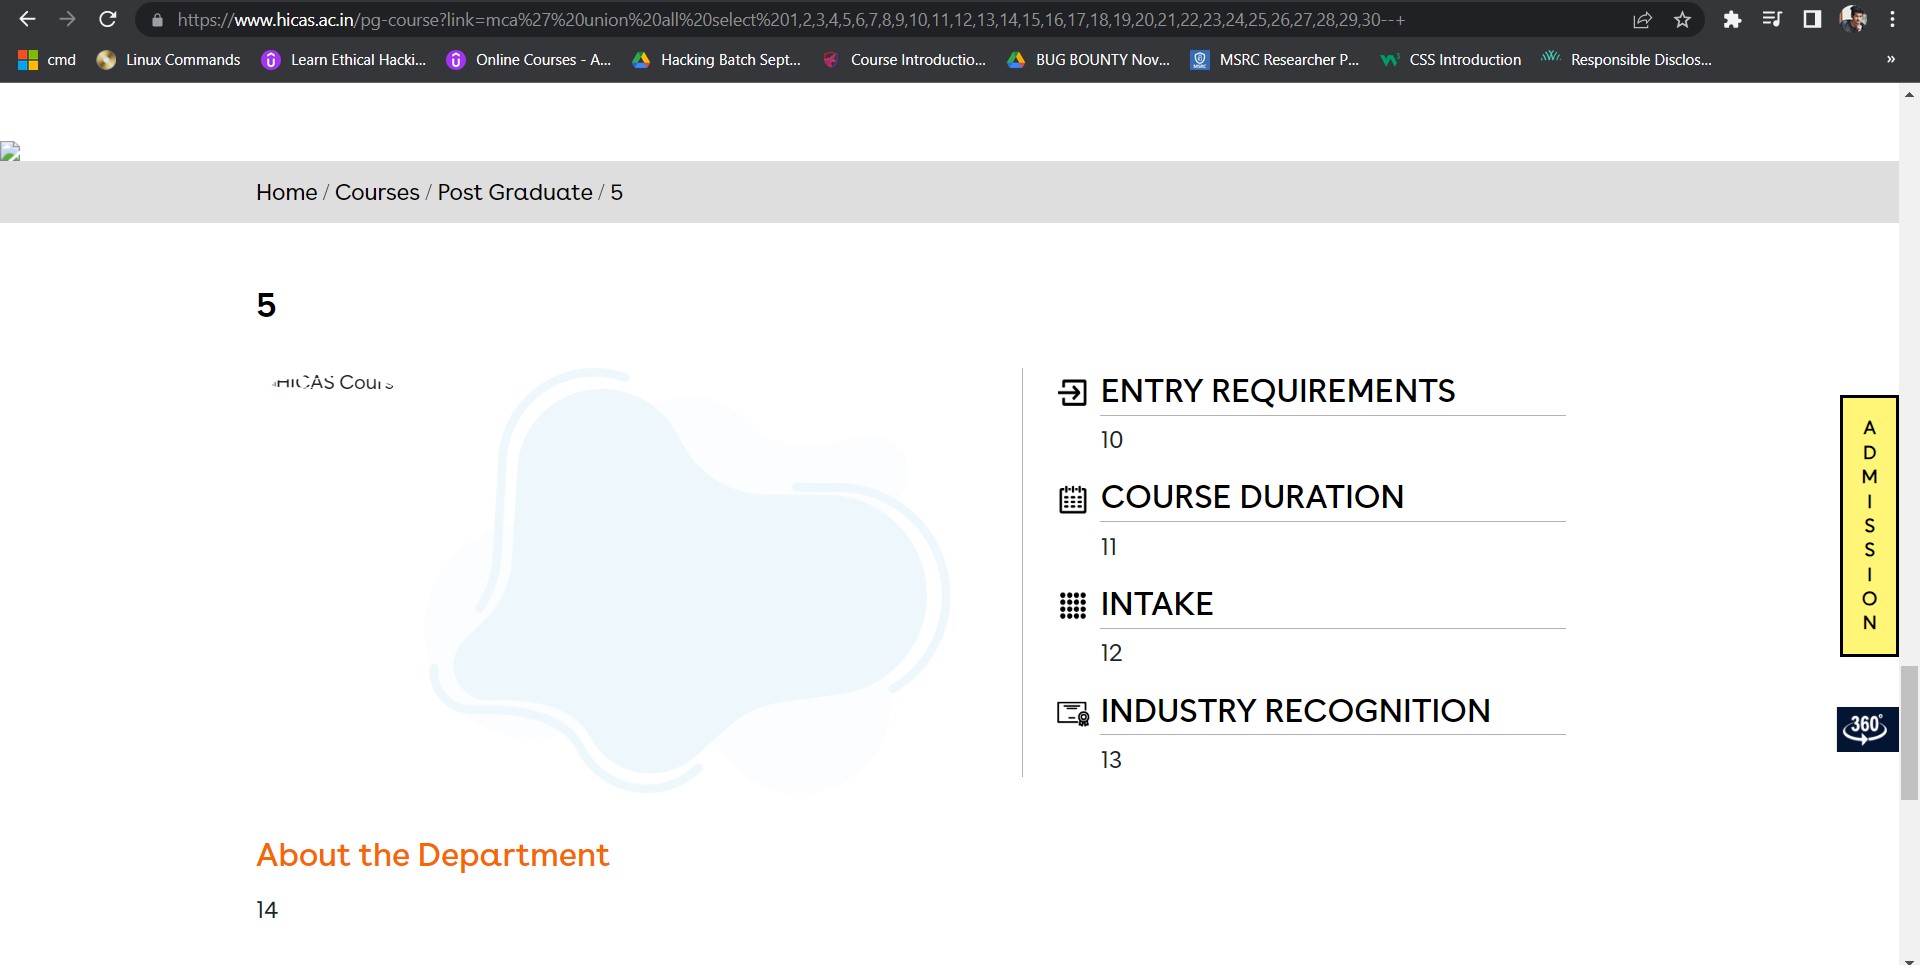 https://www.hicas.ac.in/pg-course?link=mca%27%20union%20all%20select%201,2,3,4,5,6,7,8,9,10,11,12,13,14,15,16,17,18,19,20,21,22,23,24,25,26,27,28,29,30--+
cmd Linux Commands Learn Ethical Hacki... Online Courses - A... Hacking Batch Sept... Course Introductio... BUG BOUNTY Nov... MSRC Researcher P... CSS Introduction Responsible Disclos... »
Home / Courses / Post Graduate / 5
5
HICAS Cours
ENTRY REQUIREMENTS
10
COURSE DURATION
11
INTAKE
12
INDUSTRY RECOGNITION
13
ADMISSION
360°
About the Department
14